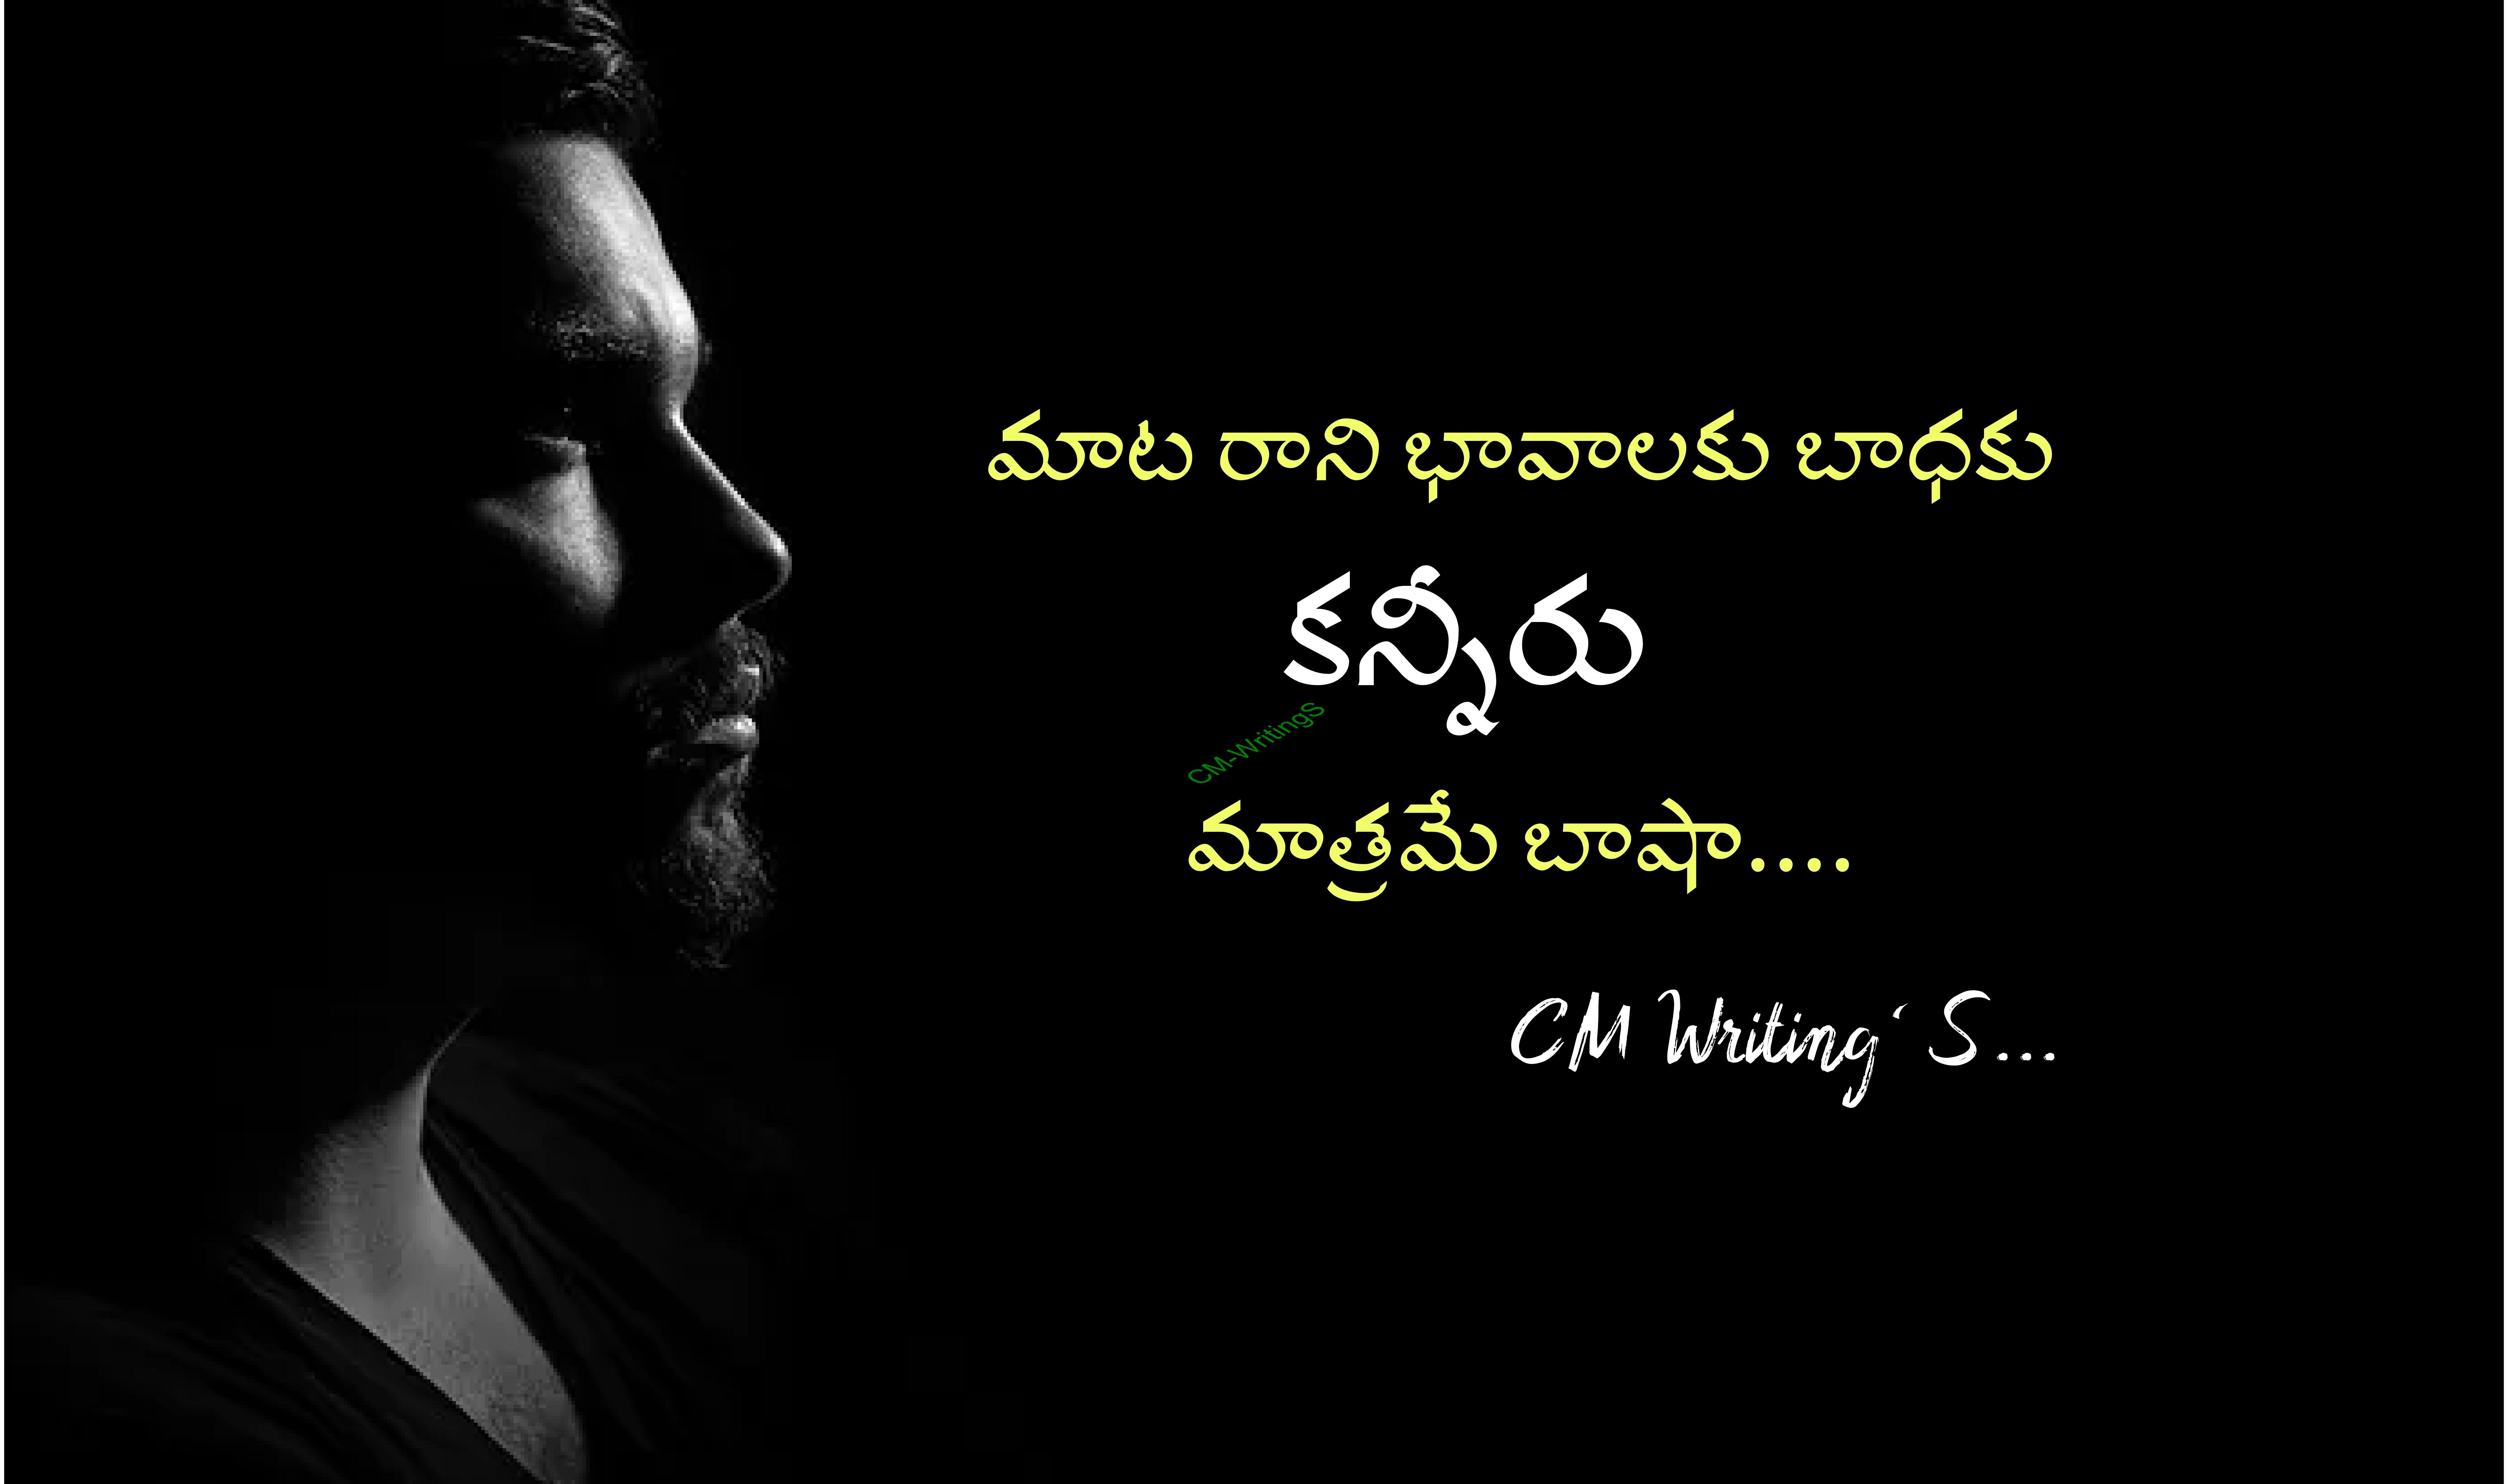 మాట రాని భావాలకు బాధకు
కన్నీరు
CM-WritingS
మాత్రమే బాషా....
CM Writing‘ S...